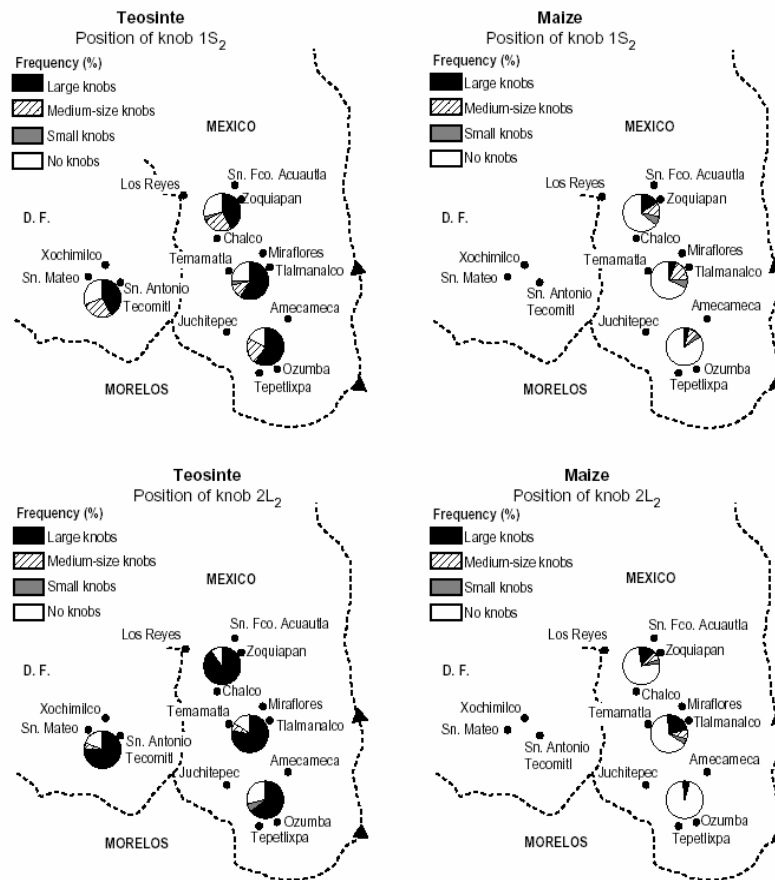 Teosinte
Position of knob 1S2
Frequency (%)
Large knobs
Medium-size knobs
Small knobs
No knobs
MEXICO
Sn. Fco. Acuautla
Los Reyes
Zoquiapan
D. F.
Chalco
Xochimilco
Miraflores
Temamatla
Tlalmanalco
Sn. Mateo
Sn. Antonio
Tecomitl
Amecameca
Juchitepec
Ozumba
Tepetlixpa
MORELOS
Maize
Position of knob 1S2
Frequency (%)
Large knobs
Medium-size knobs
Small knobs
No knobs
MEXICO
Sn. Fco. Acuautla
Los Reyes
Zoquiapan
D. F.
Chalco
Xochimilco
Miraflores
Temamatla
Tlalmanalco
Sn. Mateo
Sn. Antonio
Tecomitl
Amecameca
Juchitepec
Ozumba
Tepetlixpa
MORELOS
Teosinte
Position of knob 2L2
Frequency (%)
Large knobs
Medium-size knobs
Small knobs
No knobs
MEXICO
Sn. Fco. Acuautla
Los Reyes
Zoquiapan
D. F.
Chalco
Xochimilco
Miraflores
Temamatla
Tlalmanalco
Sn. Mateo
Sn. Antonio
Tecomitl
Amecameca
Juchitepec
Ozumba
Tepetlixpa
MORELOS
Maize
Position of knob 2L2
Frequency (%)
Large knobs
Medium-size knobs
Small knobs
No knobs
MEXICO
Sn. Fco. Acuautla
Los Reyes
Zoquiapan
D. F.
Chalco
Xochimilco
Miraflores
Temamatla
Tlalmanalco
Sn. Mateo
Sn. Antonio
Tecomitl
Amecameca
Juchitepec
Ozumba
Tepetlixpa
MORELOS